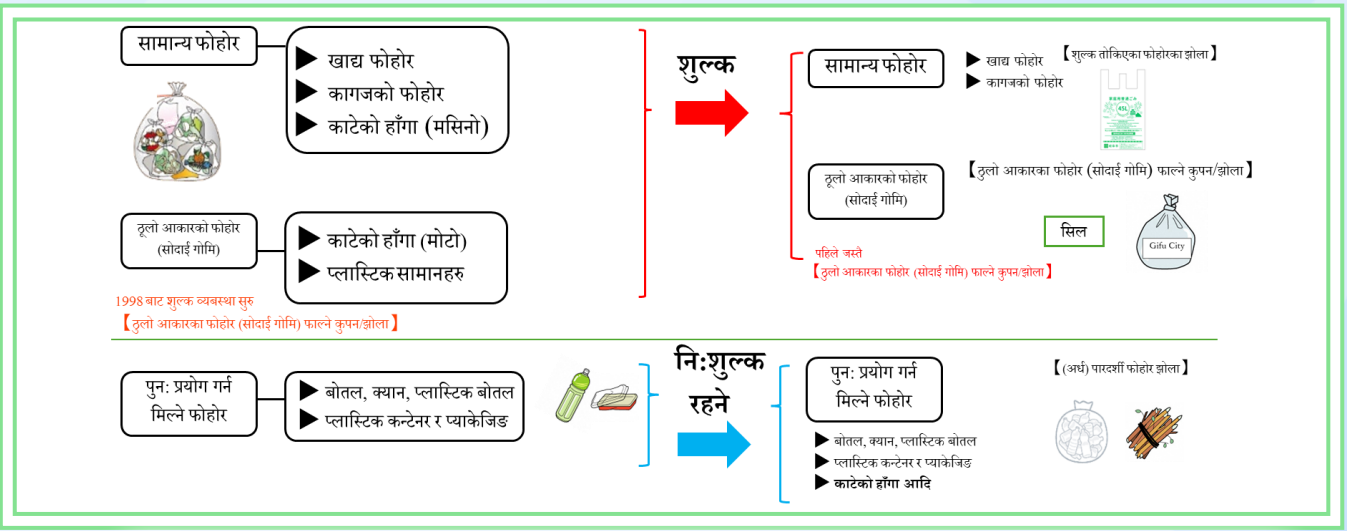 सामान्य फोहोर
▶ खाद्य फोहोर
▶ कागजको फोहोर
▶ काटेको हाँगा (मसिनो)
ठूलो आकारको फोहोर
(सोदाई गोमि)
▶ काटेको हाँगा (मोटो)
▶ प्लास्टिक सामानहरु
1998 बाट शुल्क व्यबस्था सुरु
【ठुलो आकारका फोहोर (सोदाई गोमि) फाल्ने कुपन/झोला】
शुल्क
सामान्य फोहोर
▶ खाद्य फोहोर
▶ कागजको फोहोर
【शुल्क तोकिएका फोहोरका झोला】
45L
ठूलो आकारको फोहोर
(सोदाई गोमि)
【ठुलो आकारका फोहोर (सोदाई गोमि) फाल्ने कुपन/झोला】
सिल
Gifu City
पहिले जस्तै
【ठुलो आकारका फोहोर (सोदाई गोमि) फाल्ने कुपन/झोला】
पुन: प्रयोग गर्न
मिल्ने फोहोर
▶ बोतल, क्यान, प्लास्टिक बोतल
▶ प्लास्टिक कन्टेनर र प्याकेजिङ
नि:शुल्क
रहने
पुन: प्रयोग गर्न
मिल्ने फोहोर
▶ बोतल, क्यान, प्लास्टिक बोतल
▶ प्लास्टिक कन्टेनर र प्याकेजिङ
▶ काटेको हाँगा आदि
【(अर्ध) पारदर्शी फोहोर झोला】